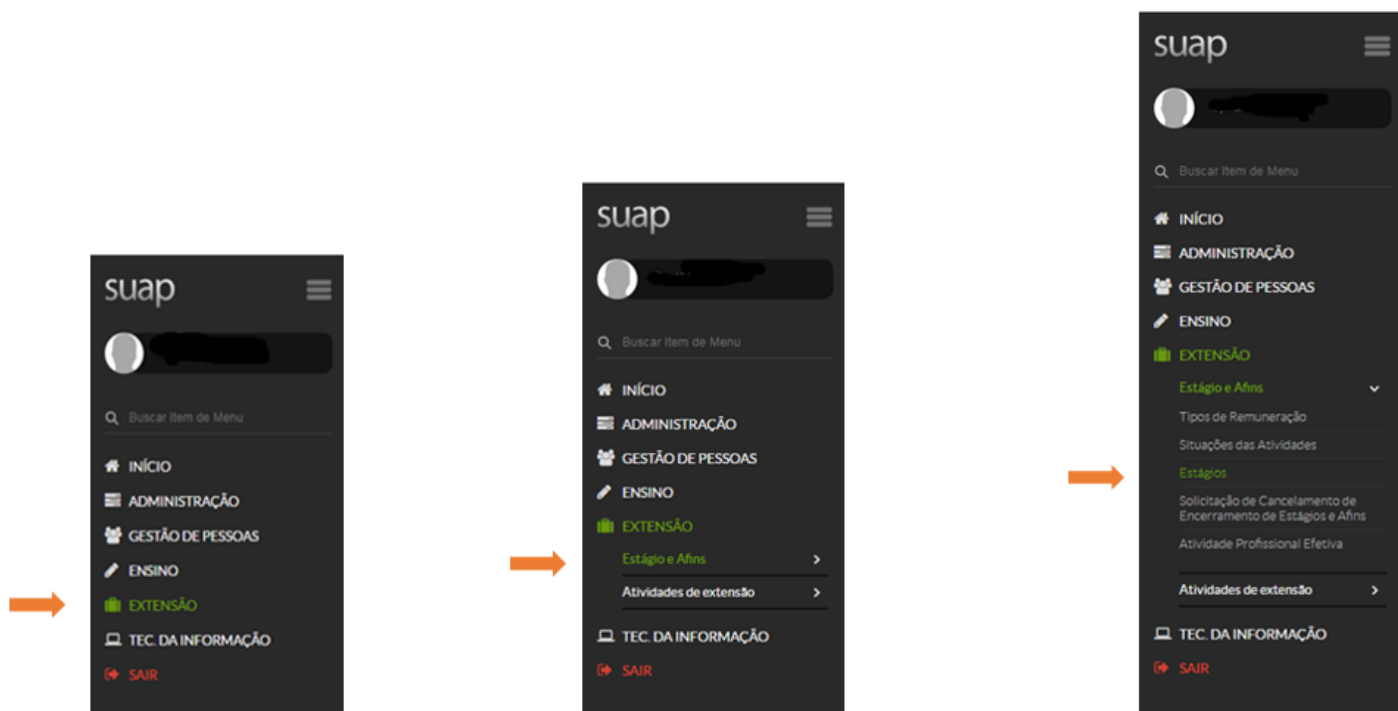 suap
Buscar Item de Menu
INÍCIO
ADMINISTRAÇÃO
GESTÃO DE PESSOAS
ENSINO
EXTENSÃO
TEC. DA INFORMAÇÃO
SAIR
suap
Buscar Item de Menu
INÍCIO
ADMINISTRAÇÃO
GESTÃO DE PESSOAS
ENSINO
EXTENSÃO
Estágio e Afins
Atividades de extensão
TEC. DA INFORMAÇÃO
SAIR
suap
Buscar Item de Menu
INÍCIO
ADMINISTRAÇÃO
GESTÃO DE PESSOAS
ENSINO
EXTENSÃO
Estágio e Afins
Tipos de Remuneração
Situações das Atividades
Estágios
Solicitação de Cancelamento de
Encerramento de Estágios e Afins
Atividade Profissional Efetiva
Atividades de extensão
TEC. DA INFORMAÇÃO
SAIR